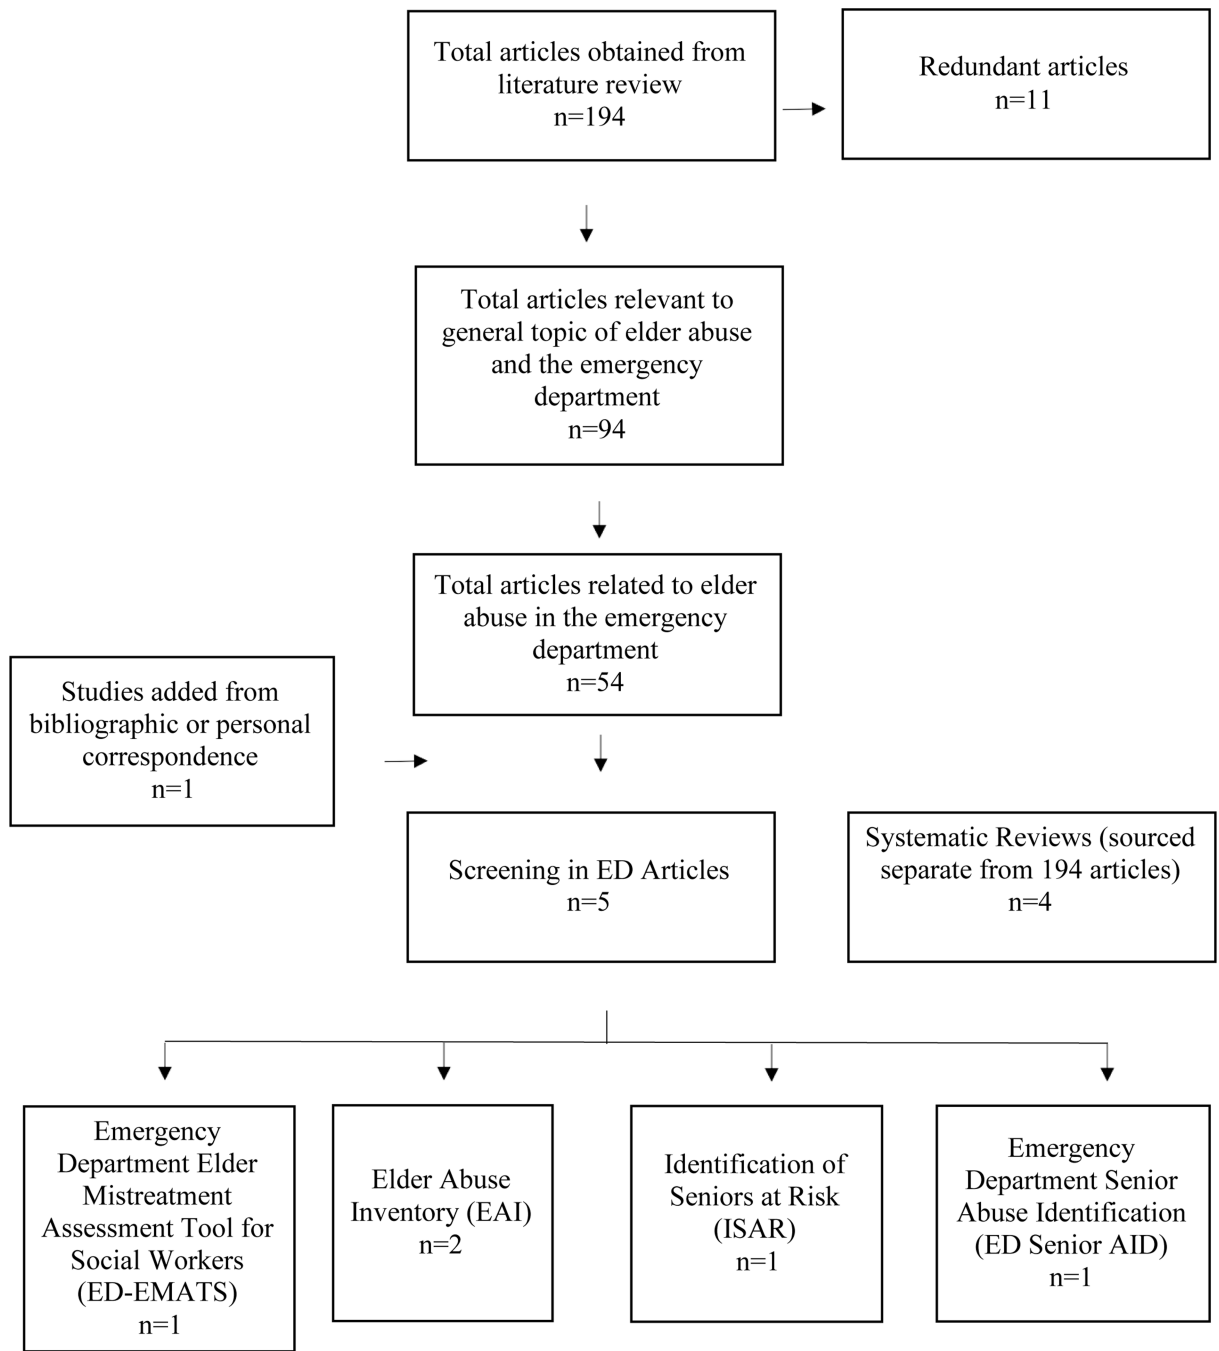 Total articles obtained from
literature review
n=194
Redundant articles
n=11
Total articles relevant to
general topic of elder abuse
and the emergency
department
n=94
Total articles related to elder
abuse in the emergency
department
n=54
Studies added from
bibliographic or personal
correspondence
n=1
Screening in ED Articles
n=5
Systematic Reviews (sourced
separate from 194 articles)
n=4
Emergency
Department Elder
Mistreatment
Assessment Tool for
Social Workers
(ED-EMATS)
n=1
Elder Abuse
Inventory (EAI)
n=2
Identification of
Seniors at Risk
(ISAR)
n=1
Emergency
Department Senior
Abuse Identification
(ED Senior AID)
n=1